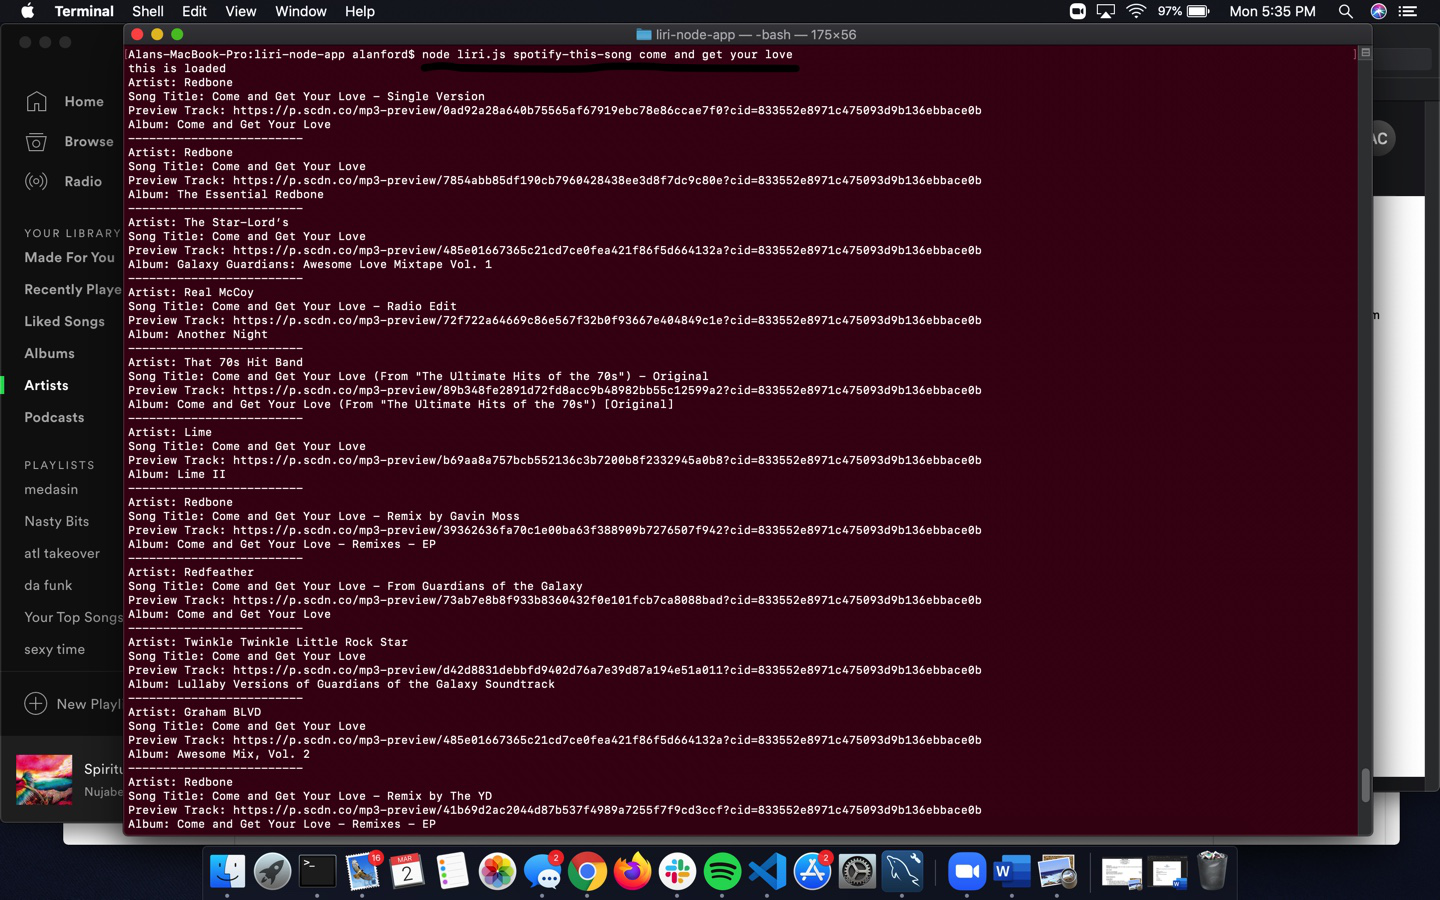 Terminal Shell Edit View Window Help 97% Mon 5:35 PM
liri-node-app — -bash — 175×56
[Alans-MacBook-Pro:liri-node-app alanford$ node liri.js spotify-this-song come and get your love ]
this is loaded
Artist: Redbone
Song Title: Come and Get Your Love - Single Version
Preview Track: https://p.scdn.co/mp3-preview/0ad92a28a640b75565af67919ebc78e86ccae7f0?cid=833552e8971c475093d9b136ebbace0b
Album: Come and Get Your Love
-------------------------
Artist: Redbone
Song Title: Come and Get Your Love
Preview Track: https://p.scdn.co/mp3-preview/7854abb85df190cb7960428438ee3d8f7dc9c80e?cid=833552e8971c475093d9b136ebbace0b
Album: The Essential Redbone
-------------------------
Artist: The Star-Lord's
Song Title: Come and Get Your Love
Preview Track: https://p.scdn.co/mp3-preview/485e01667365c21cd7ce0fea421f86f5d664132a?cid=833552e8971c475093d9b136ebbace0b
Album: Galaxy Guardians: Awesome Love Mixtape Vol. 1
-------------------------
Artist: Real McCoy
Song Title: Come and Get Your Love - Radio Edit
Preview Track: https://p.scdn.co/mp3-preview/72f722a64669c86e567f32b0f93667e404849c1e?cid=833552e8971c475093d9b136ebbace0b
Album: Another Night
-------------------------
Artist: That 70s Hit Band
Song Title: Come and Get Your Love (From "The Ultimate Hits of the 70s") - Original
Preview Track: https://p.scdn.co/mp3-preview/89b348fe2891d72fd8acc9b48982bb55c12599a2?cid=833552e8971c475093d9b136ebbace0b
Album: Come and Get Your Love (From "The Ultimate Hits of the 70s") [Original]
-------------------------
Artist: Lime
Song Title: Come and Get Your Love
Preview Track: https://p.scdn.co/mp3-preview/b69aa8a757bcb552136c3b7200b8f2332945a0b8?cid=833552e8971c475093d9b136ebbace0b
Album: Lime II
-------------------------
Artist: Redbone
Song Title: Come and Get Your Love - Remix by Gavin Moss
Preview Track: https://p.scdn.co/mp3-preview/39362636fa70c1e00ba63f388909b7276507f942?cid=833552e8971c475093d9b136ebbace0b
Album: Come and Get Your Love - Remixes - EP
-------------------------
Artist: Redfeather
Song Title: Come and Get Your Love - From Guardians of the Galaxy
Preview Track: https://p.scdn.co/mp3-preview/73ab7e8b8f933b8360432f0e101fcb7ca8088bad?cid=833552e8971c475093d9b136ebbace0b
Album: Come and Get Your Love
-------------------------
Artist: Twinkle Twinkle Little Rock Star
Song Title: Come and Get Your Love
Preview Track: https://p.scdn.co/mp3-preview/d42d8831debbfd9402d76a7e39d87a194e51a011?cid=833552e8971c475093d9b136ebbace0b
Album: Lullaby Versions of Guardians of the Galaxy Soundtrack
-------------------------
Artist: Graham BLVD
Song Title: Come and Get Your Love
Preview Track: https://p.scdn.co/mp3-preview/485e01667365c21cd7ce0fea421f86f5d664132a?cid=833552e8971c475093d9b136ebbace0b
Album: Awesome Mix, Vol. 2
-------------------------
Artist: Redbone
Song Title: Come and Get Your Love - Remix by The YD
Preview Track: https://p.scdn.co/mp3-preview/41b69d2ac2044d87b537f4989a7255f7f9cd3ccf?cid=833552e8971c475093d9b136ebbace0b
Album: Come and Get Your Love - Remixes - EP
Home
Browse
Radio
YOUR LIBRARY
Made For You
Recently Playe
Liked Songs
Albums
Artists
Podcasts
PLAYLISTS
medasin
Nasty Bits
atl takeover
da funk
Your Top Songs
sexy time
New Playl
Spiritu
Nujabe
AC
m
>_
16
MAR
2
2
2
W